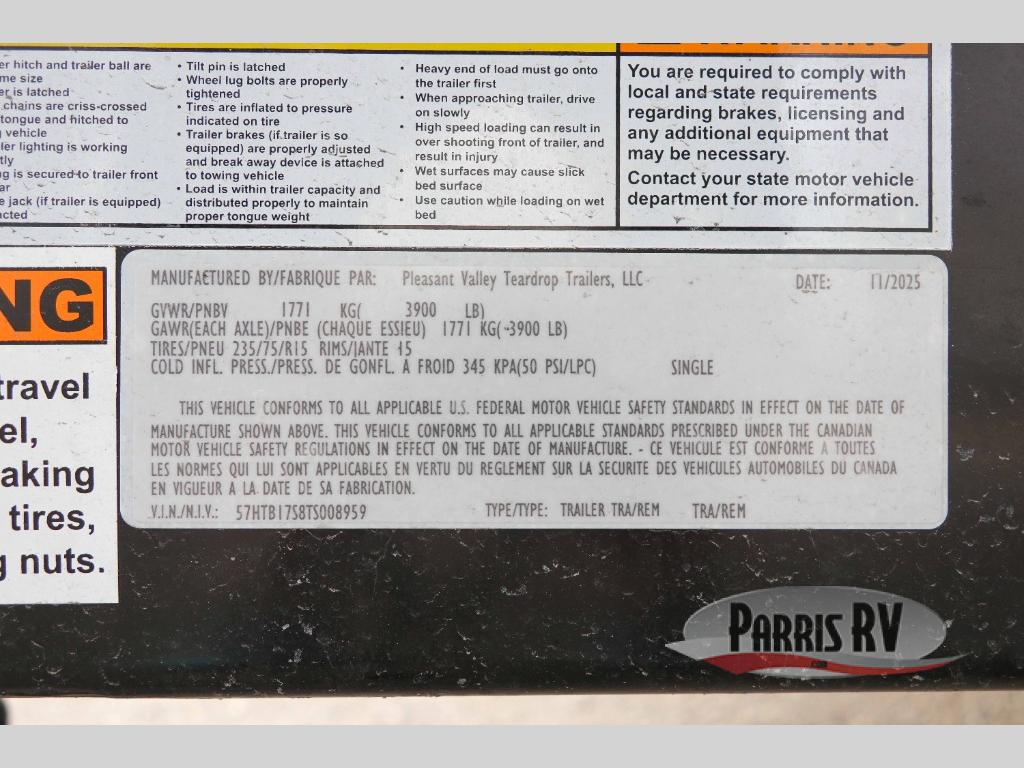 er hitch and trailer ball are
me size
er is latched
chains are criss-crossed
tongue and hitched to
vehicle
ler lighting is working
tly
ng is secured to trailer front
ar
e jack (if trailer is equipped)
acted
• Tilt pin is latched
• Wheel lug bolts are properly
tightened
• Tires are inflated to pressure
indicated on tire
• Trailer brakes (if trailer is so
equipped) are properly adjusted
and break away device is attached
to towing vehicle
• Load is within trailer capacity and
distributed properly to maintain
proper tongue weight
• Heavy end of load must go onto
the trailer first
• When approaching trailer, drive
on slowly
• High speed loading can result in
over shooting front of trailer, and
result in injury
• Wet surfaces may cause slick
bed surface
• Use caution while loading on wet
bed
You are required to comply with
local and state requirements
regarding brakes, licensing and
any additional equipment that
may be necessary.
Contact your state motor vehicle
department for more information.
NG
travel
el,
aking
tires,
g nuts.
MANUFACTURED BY/FABRIQUE PAR: Pleasant Valley Teardrop Trailers, LLC DATE: 11/2025
GVWR/PNBV 1771 KG( 3900 LB)
GAWR(EACH AXLE)/PNBE (CHAQUE ESSIEU) 1771 KG( 3900 LB)
TIRES/PNEU 235/75/R15 RIMS/JANTE 15
COLD INFL. PRESS./PRESS. DE GONFL. A FROID 345 KPA(50 PSI/LPC) SINGLE
THIS VEHICLE CONFORMS TO ALL APPLICABLE U.S. FEDERAL MOTOR VEHICLE SAFETY STANDARDS IN EFFECT ON THE DATE OF
MANUFACTURE SHOWN ABOVE. THIS VEHICLE CONFORMS TO ALL APPLICABLE STANDARDS PRESCRIBED UNDER THE CANADIAN
MOTOR VEHICLE SAFETY REGULATIONS IN EFFECT ON THE DATE OF MANUFACTURE. - CE VEHICULE EST CONFORME A TOUTES
LES NORMES QUI LUI SONT APPLICABLES EN VERTU DU REGLEMENT SUR LA SECURITE DES VEHICULES AUTOMOBILES DU CANADA
EN VIGUEUR A LA DATE DE SA FABRICATION.
V.I.N./N.I.V.: 57HTB17S8TS008959 TYPE/TYPE: TRAILER TRA/REM TRA/REM
PARRIS RV
.com